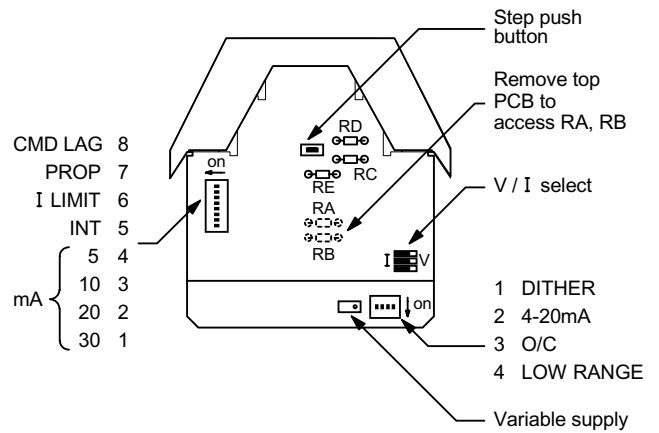 Step push
button
Remove top
PCB to
access RA, RB
CMD LAG 8
PROP 7
I LIMIT 6
INT 5
5 4
10 3
20 2
30 1
mA
on
RD
RC
RE
RA
RB
V / I select
I V
on
1 DITHER
2 4-20mA
3 O/C
4 LOW RANGE
Variable supply